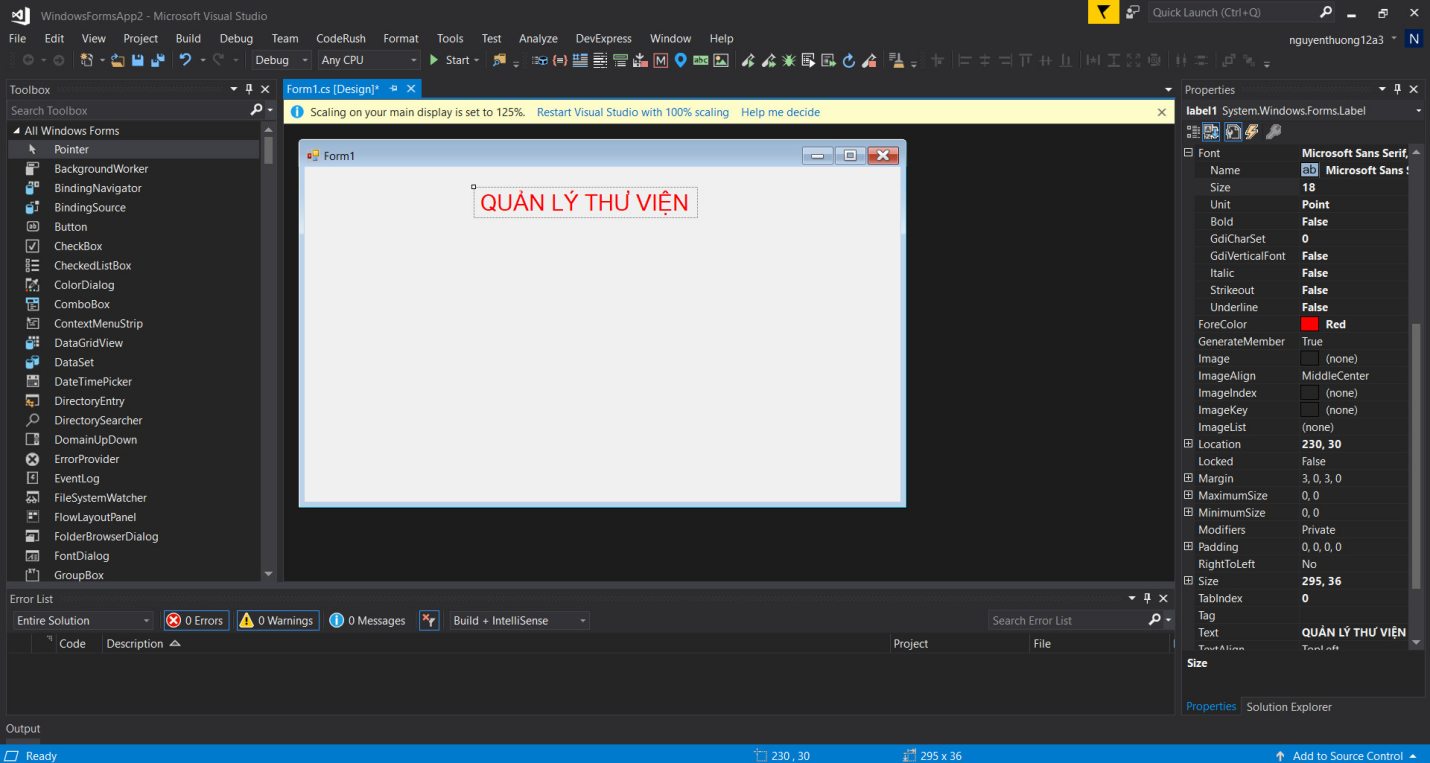 WindowsFormsApp2 - Microsoft Visual Studio
Quick Launch (Ctrl+Q)
File Edit View Project Build Debug Team CodeRush Format Tools Test Analyze DevExpress Window Help
nguyenthuong12a3 N
Debug Any CPU Start
Toolbox
Search Toolbox
All Windows Forms
Pointer
BackgroundWorker
BindingNavigator
BindingSource
Button
CheckBox
CheckedListBox
ColorDialog
ComboBox
ContextMenuStrip
DataGridView
DataSet
DateTimePicker
DirectoryEntry
DirectorySearcher
DomainUpDown
ErrorProvider
EventLog
FileSystemWatcher
FlowLayoutPanel
FolderBrowserDialog
FontDialog
GroupBox
Form1.cs [Design]*
Scaling on your main display is set to 125%. Restart Visual Studio with 100% scaling Help me decide
Form1
QUẢN LÝ THƯ VIỆN
Properties
label1 System.Windows.Forms.Label
Font Microsoft Sans Serif,
Name ab Microsoft Sans S
Size 18
Unit Point
Bold False
GdiCharSet 0
GdiVerticalFont False
Italic False
Strikeout False
Underline False
ForeColor Red
GenerateMember True
Image (none)
ImageAlign MiddleCenter
ImageIndex (none)
ImageKey (none)
ImageList (none)
Location 230, 30
Locked False
Margin 3, 0, 3, 0
MaximumSize 0, 0
MinimumSize 0, 0
Modifiers Private
Padding 0, 0, 0, 0
RightToLeft No
Size 295, 36
TabIndex 0
Tag
Text QUẢN LÝ THƯ VIỆN
TextAlign TopLeft
Size
Properties Solution Explorer
Error List
Entire Solution 0 Errors 0 Warnings 0 Messages Build + IntelliSense Search Error List
Code Description Project File
Output
Ready 230 , 30 295 x 36 Add to Source Control